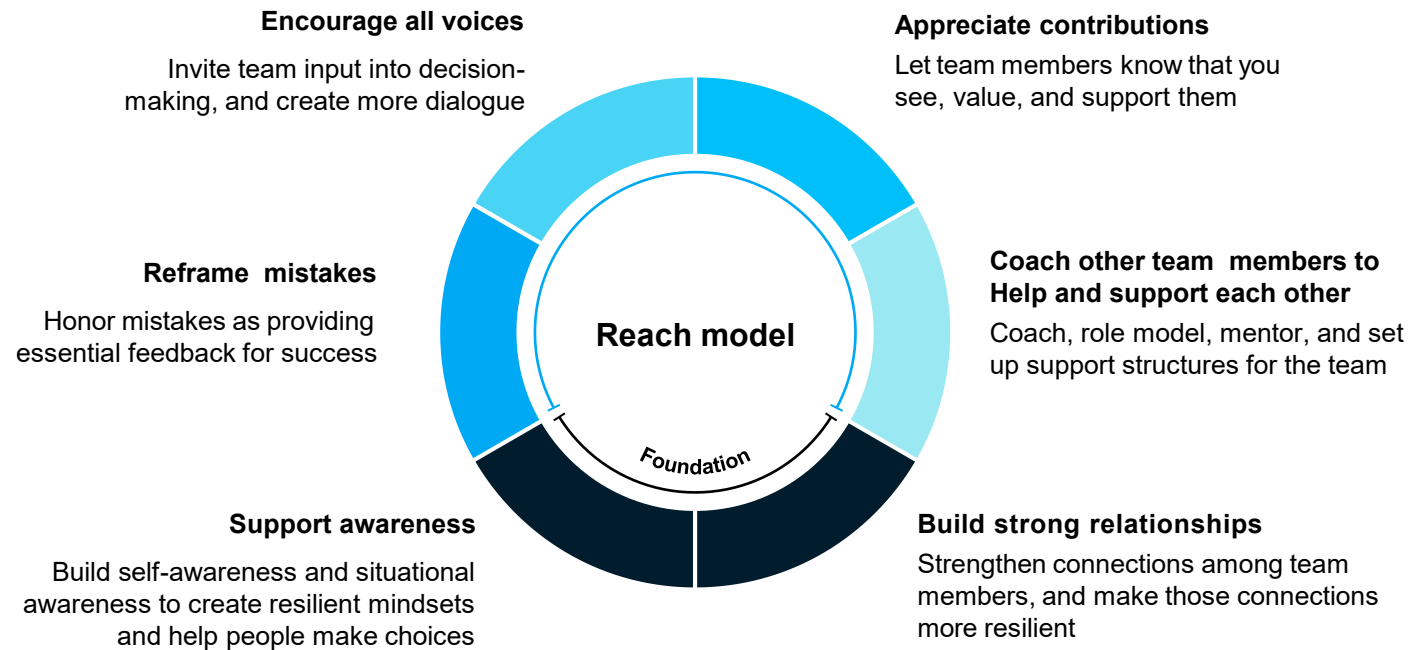 Encourage all voices
Invite team input into decision-
making, and create more dialogue
Appreciate contributions
Let team members know that you
see, value, and support them
Reframe  mistakes
Honor mistakes as providing
essential feedback for success
Reach model
Coach other team  members to
Help and support each other
Coach, role model, mentor, and set
up support structures for the team
Foundation
Support awareness
Build self-awareness and situational
awareness to create resilient mindsets
and help people make choices
Build strong relationships
Strengthen connections among team
members, and make those connections
more resilient